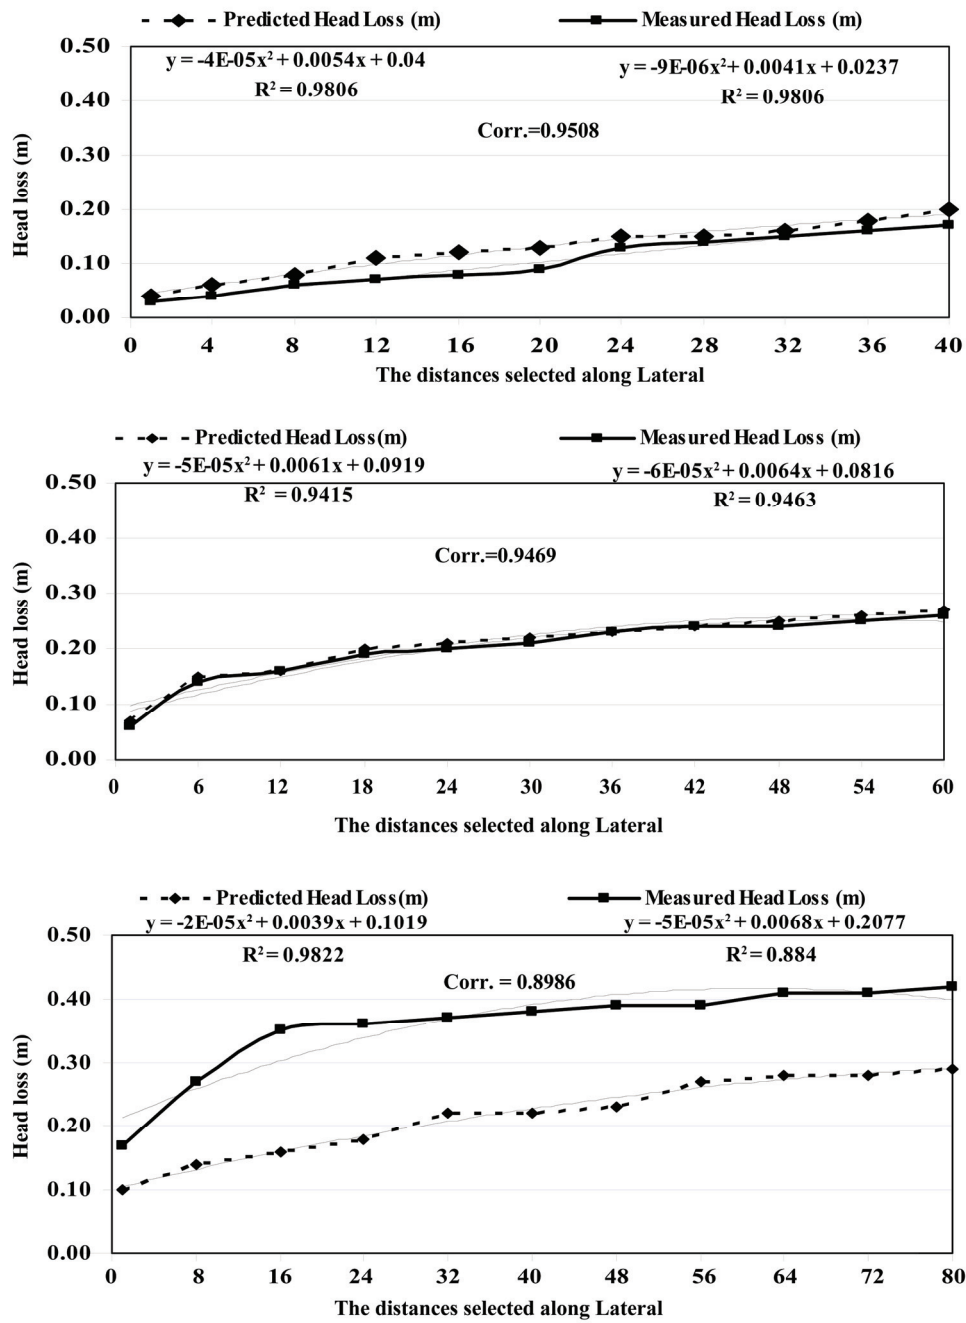 Predicted Head Loss (m) Measured Head Loss (m)
0.50
y = -4E-05x² + 0.0054x + 0.04 y = -9E-06x² + 0.0041x + 0.0237
R² = 0.9806 R² = 0.9806
0.40
Corr.=0.9508
0.30
0.20
0.10
0.00
Head loss (m)
0 4 8 12 16 20 24 28 32 36 40
The distances selected along Lateral
Predicted Head Loss(m) Measured Head Loss (m)
y = -5E-05x² + 0.0061x + 0.0919 y = -6E-05x² + 0.0064x + 0.0816
0.50
R² = 0.9415 R² = 0.9463
0.40
Corr.=0.9469
0.30
0.20
0.10
0.00
Head loss (m)
0 6 12 18 24 30 36 42 48 54 60
The distances selected along Lateral
Predicted Head Loss(m) Measured Head Loss (m)
y = -2E-05x² + 0.0039x + 0.1019 y = -5E-05x² + 0.0068x + 0.2077
0.50
R² = 0.9822 R² = 0.884
Corr. = 0.8986
0.40
0.30
0.20
0.10
0.00
Head loss (m)
0 8 16 24 32 40 48 56 64 72 80
The distances selected along Lateral